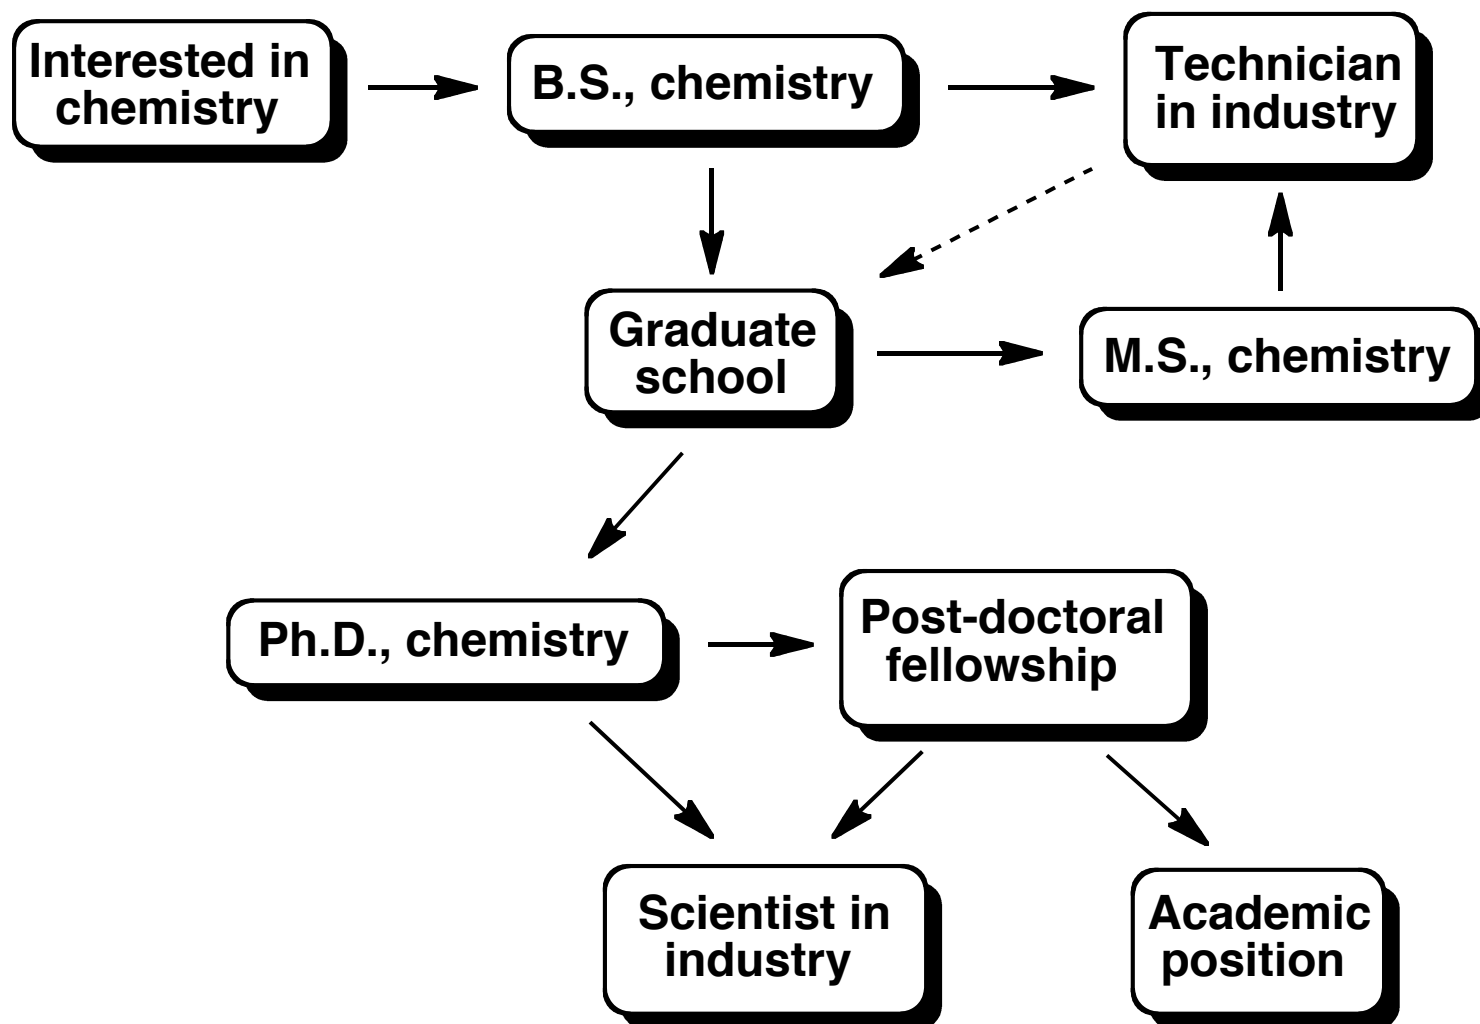 Interested in
chemistry
B.S., chemistry
Technician
in industry
Graduate
school
M.S., chemistry
Ph.D., chemistry
Post-doctoral
fellowship
Scientist in
industry
Academic
position